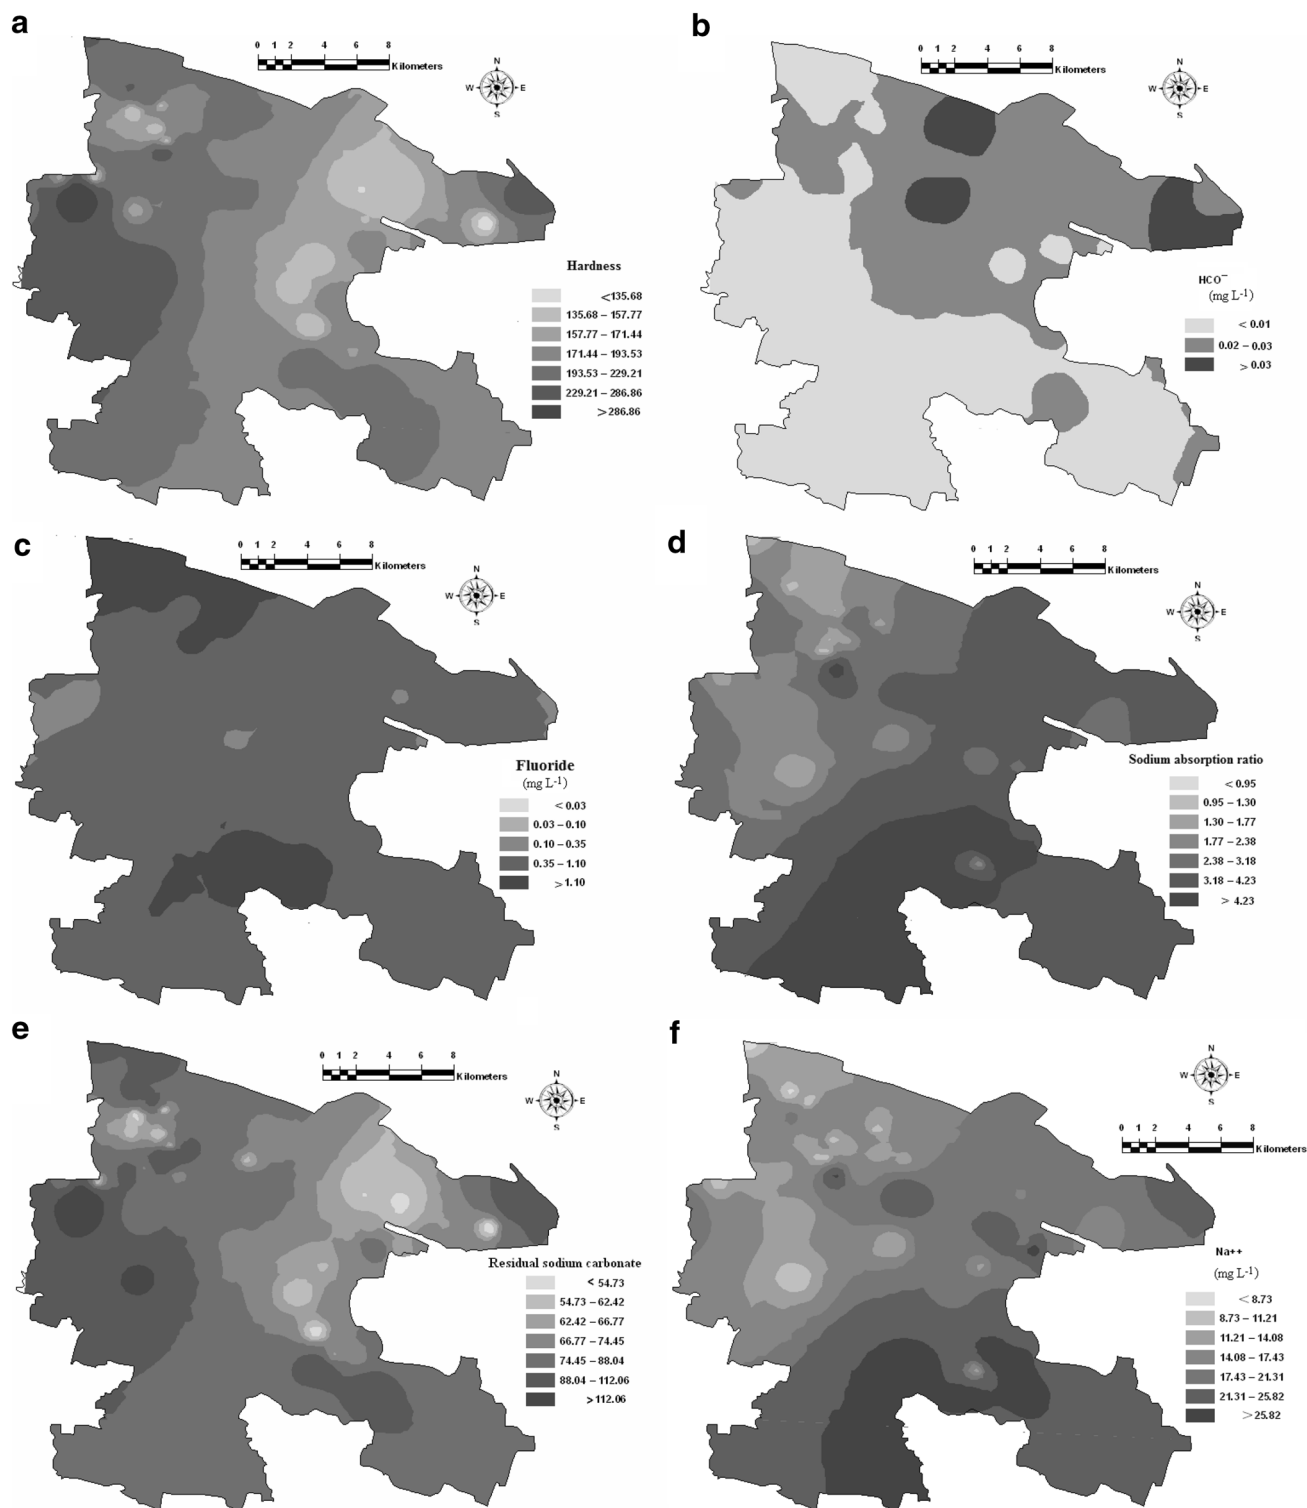 a
0 1 2 4 6 8
Kilometers
N
W E
S
Hardness
<135.68
135.68 – 157.77
157.77 – 171.44
171.44 – 193.53
193.53 – 229.21
229.21 – 286.86
>286.86
b
0 1 2 4 6 8
Kilometers
N
W E
S
HCO⁻
(mg L⁻¹)
< 0.01
0.02 – 0.03
> 0.03
c
0 1 2 4 6 8
Kilometers
N
W E
S
Fluoride
(mg L⁻¹)
< 0.03
0.03 – 0.10
0.10 – 0.35
0.35 – 1.10
> 1.10
d
0 1 2 4 6 8
Kilometers
N
W E
S
Sodium absorption ratio
< 0.95
0.95 – 1.30
1.30 – 1.77
1.77 – 2.38
2.38 – 3.18
3.18 – 4.23
> 4.23
e
0 1 2 4 6 8
Kilometers
N
W E
S
Residual sodium carbonate
< 54.73
54.73 – 62.42
62.42 – 66.77
66.77 – 74.45
74.45 – 88.04
88.04 – 112.06
>112.06
f
N
W E
S
0 1 2 4 6 8
Kilometers
Na++
(mg L⁻¹)
< 8.73
8.73 – 11.21
11.21 – 14.08
14.08 – 17.43
17.43 – 21.31
21.31 – 25.82
>25.82